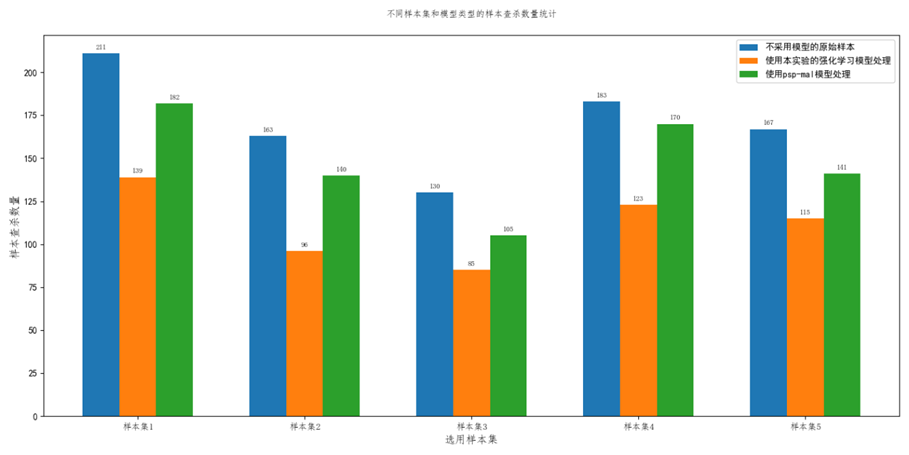 不同样本集和模型类型的样本查杀数量统计
不采用模型的原始样本
使用本实验的强化学习模型处理
使用psp-mal模型处理
样本查杀数量
200
175
150
125
100
75
50
25
0
211
139
182
163
96
140
130
85
105
183
123
170
167
115
141
样本集1
样本集2
样本集3
样本集4
样本集5
选用样本集